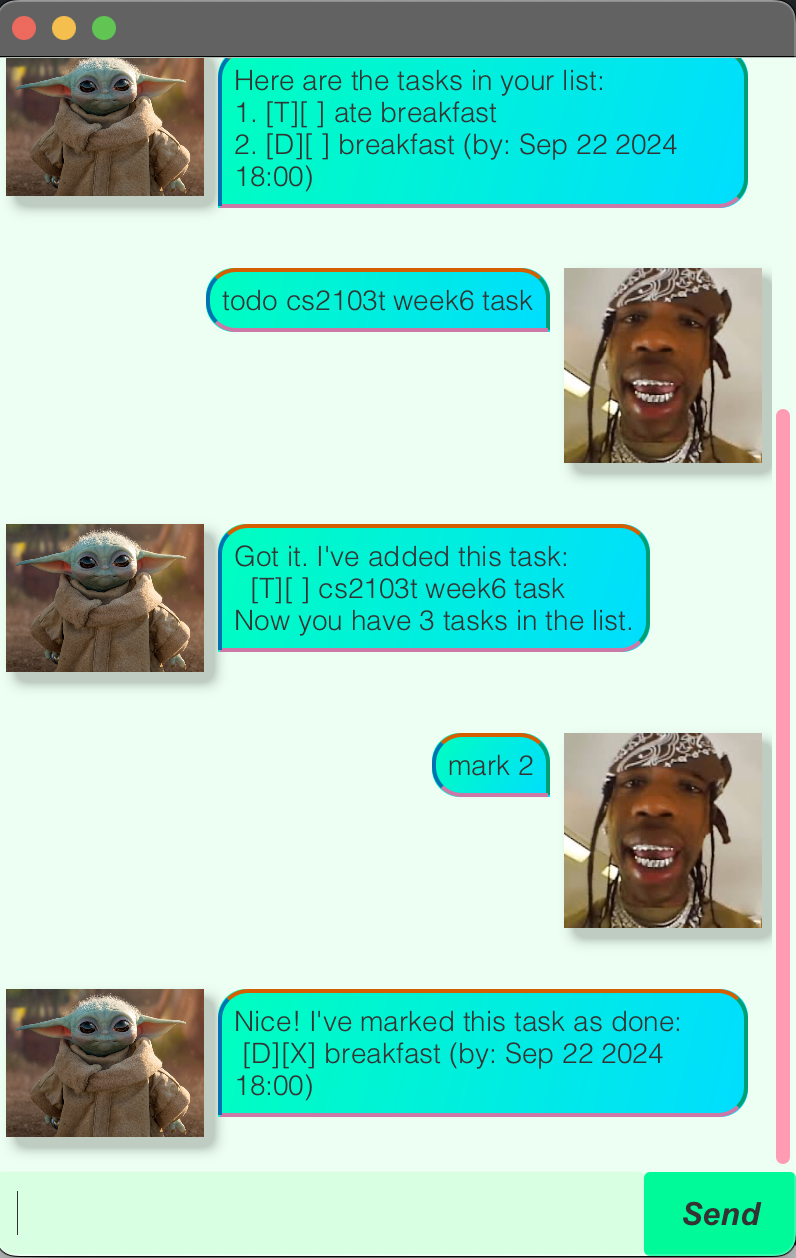 Here are the tasks in your list:
1. [T][ ] ate breakfast
2. [D][ ] breakfast (by: Sep 22 2024
18:00)
todo cs2103t week6 task
Got it. I've added this task:
[T][ ] cs2103t week6 task
Now you have 3 tasks in the list.
mark 2
Nice! I've marked this task as done:
[D][X] breakfast (by: Sep 22 2024
18:00)
Send